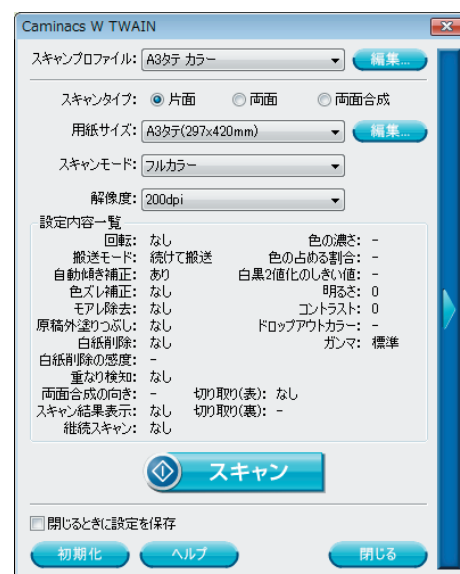 Caminacs W TWAIN
スキャンプロファイル: A3タテ カラー 編集...
スキャンタイプ: 片面 両面 両面合成
用紙サイズ: A3タテ(297x420mm) 編集...
スキャンモード: フルカラー
解像度: 200dpi
設定内容一覧
回転: なし 色の濃さ: -
搬送モード: 続けて搬送 色の占める割合: -
自動傾き補正: あり 白黒2値化のしきい値: -
色ズレ補正: なし 明るさ: 0
モアレ除去: なし コントラスト: 0
原稿外塗りつぶし: なし ドロップアウトカラー: -
白紙削除: なし ガンマ: 標準
白紙削除の感度: -
重なり検知: なし
両面合成の向き: - 切り取り(表): なし
スキャン結果表示: なし 切り取り(裏): -
継続スキャン: なし
スキャン
閉じるときに設定を保存
初期化 ヘルプ 閉じる